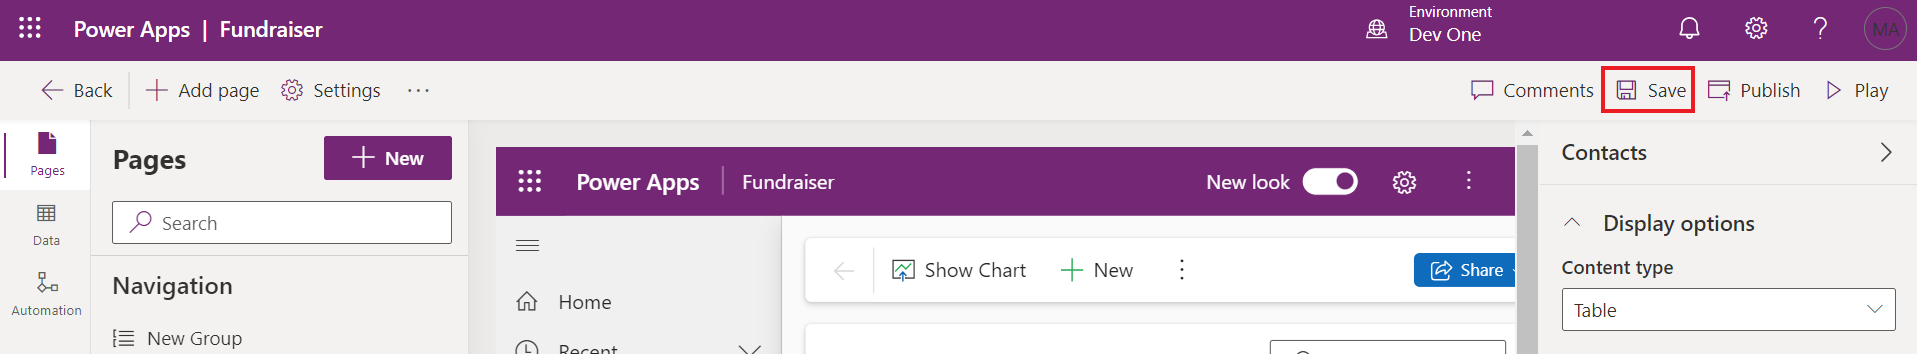 Power Apps | Fundraiser
Environment
Dev One
MA
Back
Add page
Settings
...
Comments
Save
Publish
Play
Pages
Data
Automation
Pages
New
Search
Navigation
New Group
Power Apps
Fundraiser
New look
Home
Recent
Show Chart
New
Share
Contacts
Display options
Content type
Table